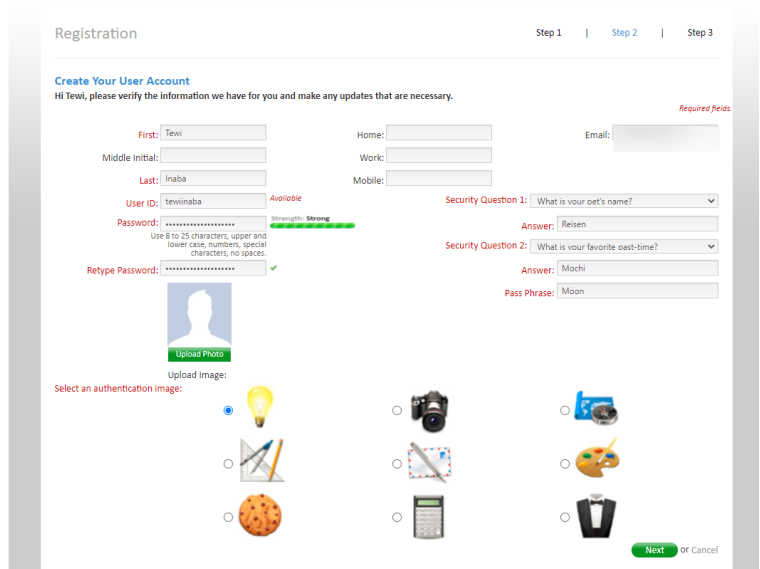 Registration
Step 1 | Step 2 | Step 3
Create Your User Account
Hi Tewi, please verify the information we have for you and make any updates that are necessary.
Required fields.
First: Tewi
Home:
Email:
Middle Initial:
Work:
Last: Inaba
Mobile:
User ID: tewiinaba
Available
Security Question 1: What is your pet's name?
Password: ••••••••••••••••••••
Strength: Strong
Answer: Reisen
Use 8 to 25 characters, upper and
lower case, numbers, special
characters, no spaces.
Security Question 2: What is your favorite past-time?
Retype Password: ••••••••••••••••••••
Answer: Mochi
Pass Phrase: Moon
Upload Photo
Upload Image:
Select an authentication image:
Next or Cancel